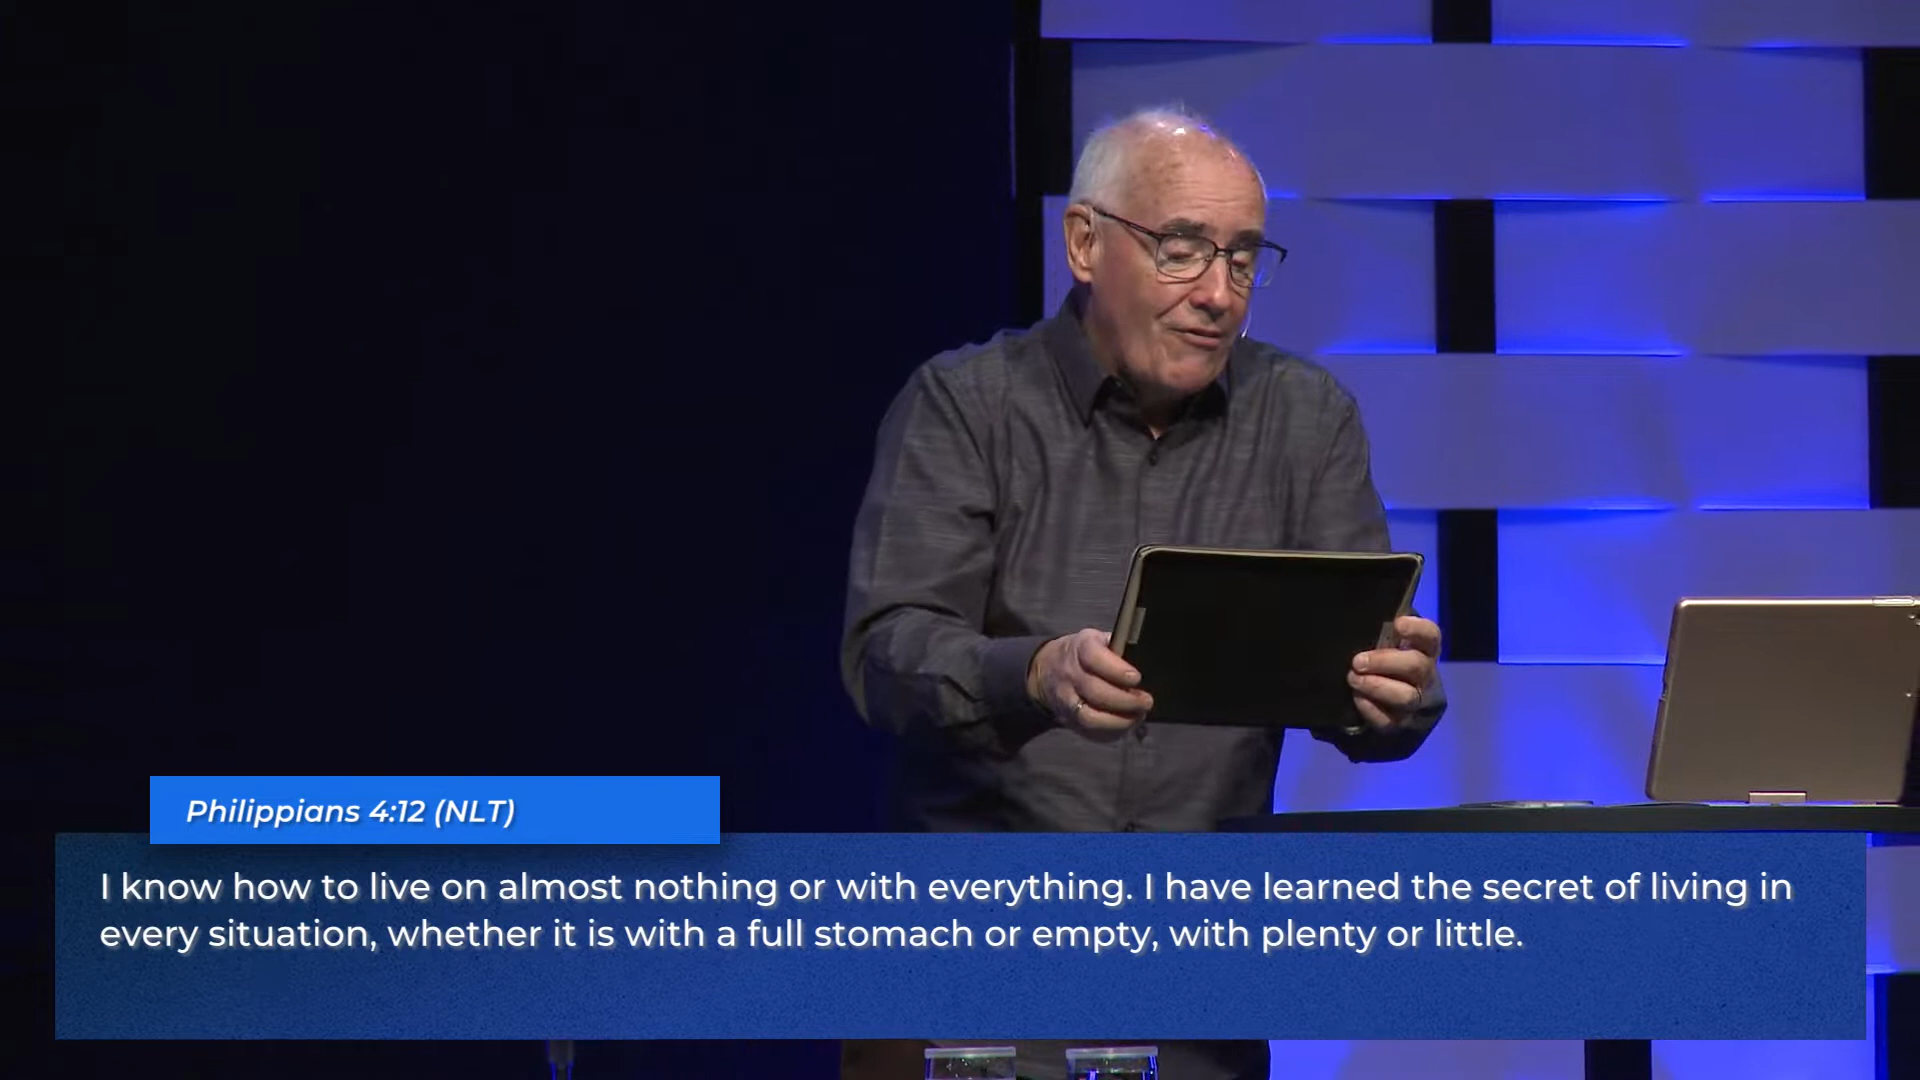 Philippians 4:12 (NLT)
I know how to live on almost nothing or with everything. I have learned the secret of living in
every situation, whether it is with a full stomach or empty, with plenty or little.